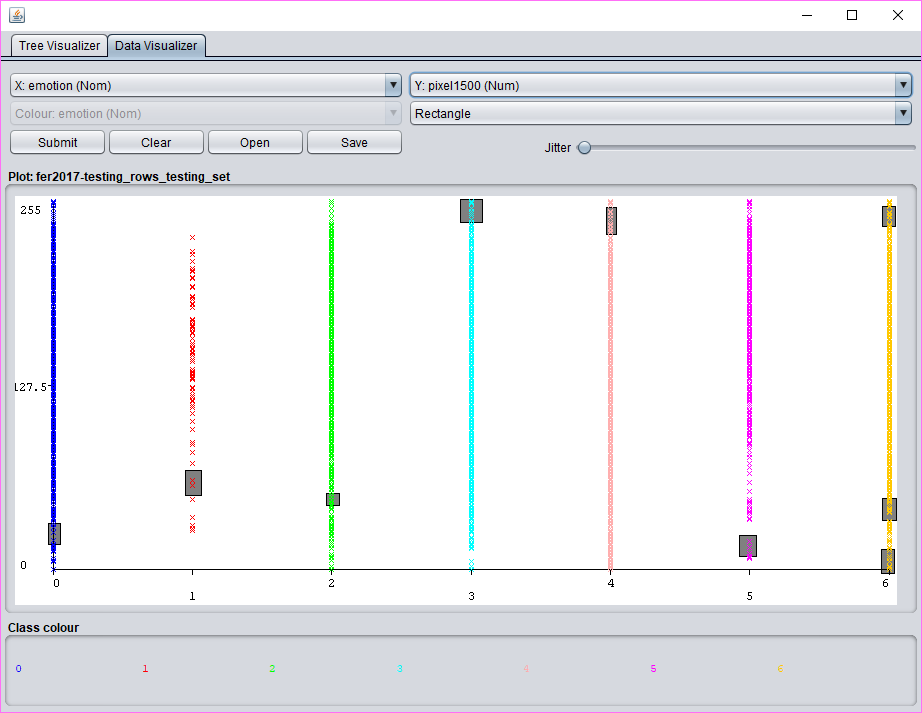 Tree Visualizer Data Visualizer
X: emotion (Nom) Y: pixel1500 (Num)
Colour: emotion (Nom) Rectangle
Submit Clear Open Save Jitter
Plot: fer2017-testing_rows_testing_set
255
127.5
0
0 2 4 6
1 3 5
Class colour
0 1 2 3 4 5 6